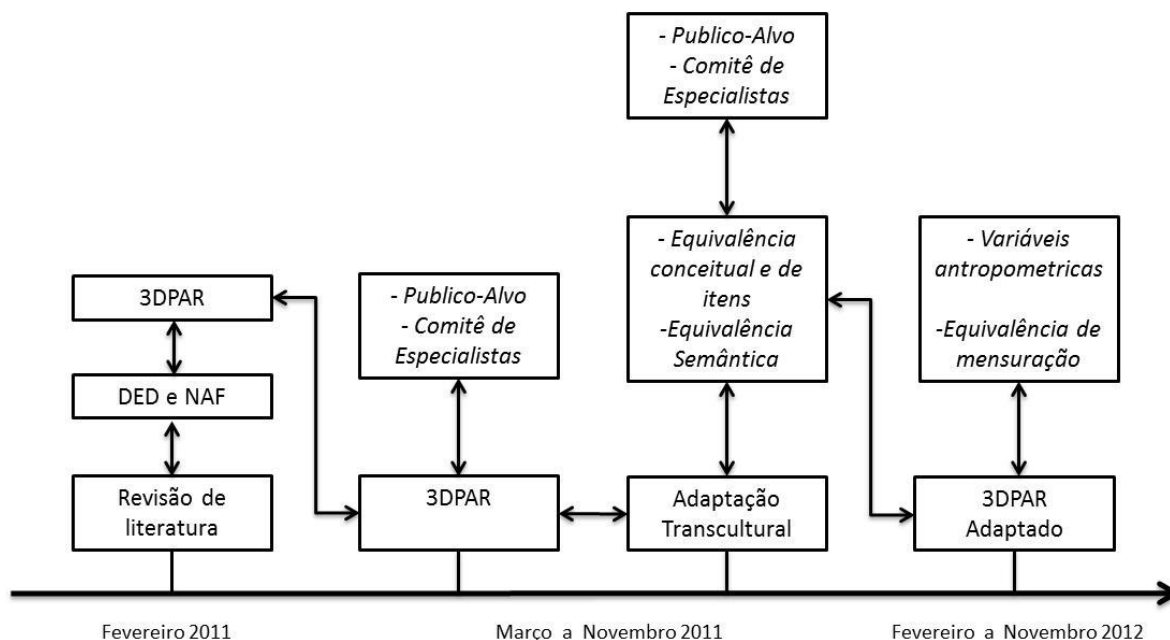 - Publico-Alvo
- Comitê de
Especialistas
- Equivalência
conceitual e de
itens
-Equivalência
Semântica
- Variáveis
antropometricas
-Equivalência de
mensuração
3DPAR
- Publico-Alvo
- Comitê de
Especialistas
DED e NAF
Revisão de
literatura
3DPAR
Adaptação
Transcultural
3DPAR
Adaptado
Fevereiro 2011
Março a Novembro 2011
Fevereiro a Novembro 2012